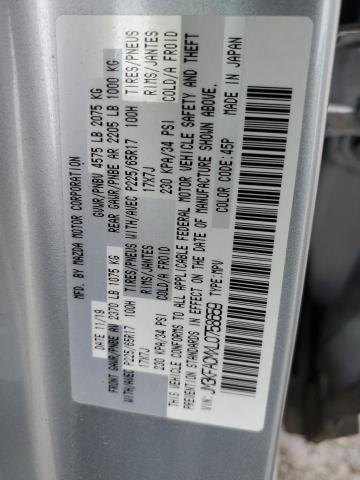 MFD BY MAZDA MOTOR CORPORATION
DATE 11/19 GVWR/PNBV 4575 LB 2075 KG
FRONT GAWR/PNBE AV 2370 LB 1075 KG REAR GAWR/PNBE AR 2205 LB 1000 KG
WITH/AVEC P225/65R17 100H TIRES/PNEUS WITH/AVEC P225/65R17 100H TIRES/PNEUS
17X7J RIMS/JANTES 17X7J RIMS/JANTES
230 KPA/34 PSI COLD/A FROID 230 KPA/34 PSI COLD/A FROID
THIS VEHICLE CONFORMS TO ALL APPLICABLE FEDERAL MOTOR VEHICLE SAFETY AND THEFT
PREVENTION STANDARDS IN EFFECT ON THE DATE OF MANUFACTURE SHOWN ABOVE.
TYPE: MPV COLOR CODE: 45P MADE IN JAPAN